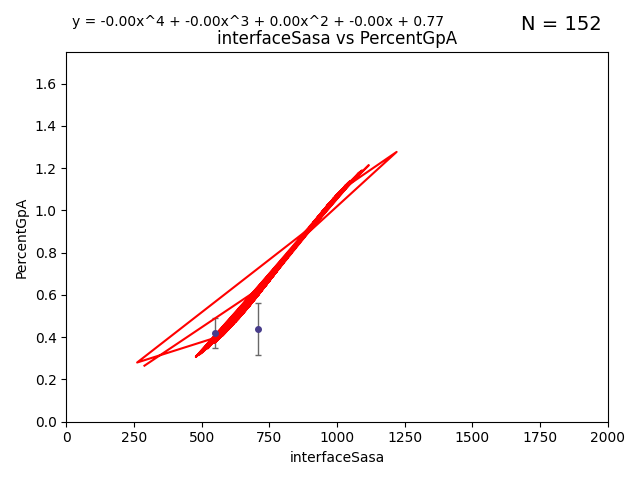 y = -0.00x^4 + -0.00x^3 + 0.00x^2 + -0.00x + 0.77
N = 152
interfaceSasa vs PercentGpA
PercentGpA
1.6
1.4
1.2
1.0
0.8
0.6
0.4
0.2
0.0
0 250 500 750 1000 1250 1500 1750 2000
interfaceSasa